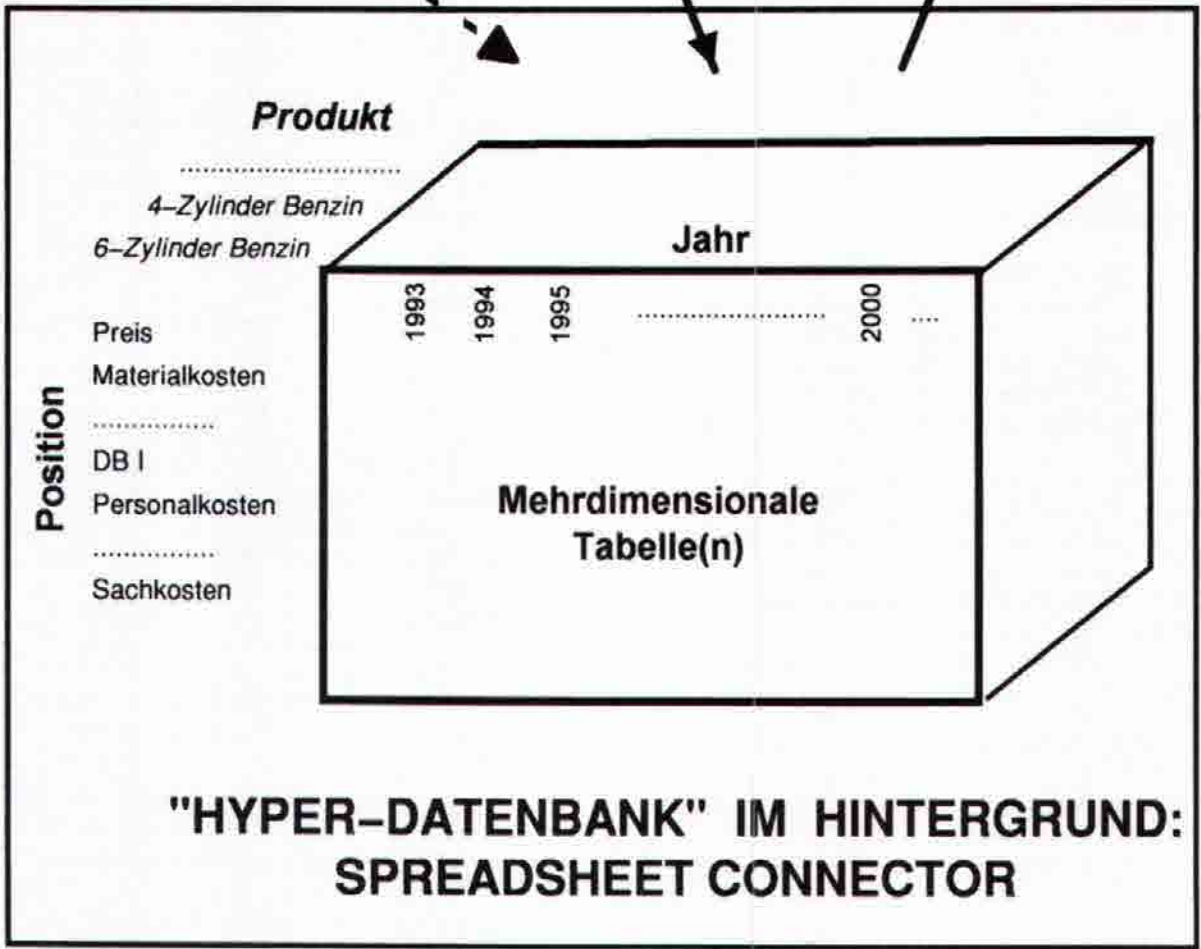 Produkt
....................................
4–Zylinder Benzin
6–Zylinder Benzin
Jahr
1993
1994
1995
...............................
2000
....
Position
Preis
Materialkosten
....................
DB I
Personalkosten
....................
Sachkosten
Mehrdimensionale
Tabelle(n)
"HYPER–DATENBANK" IM HINTERGRUND:
SPREADSHEET CONNECTOR